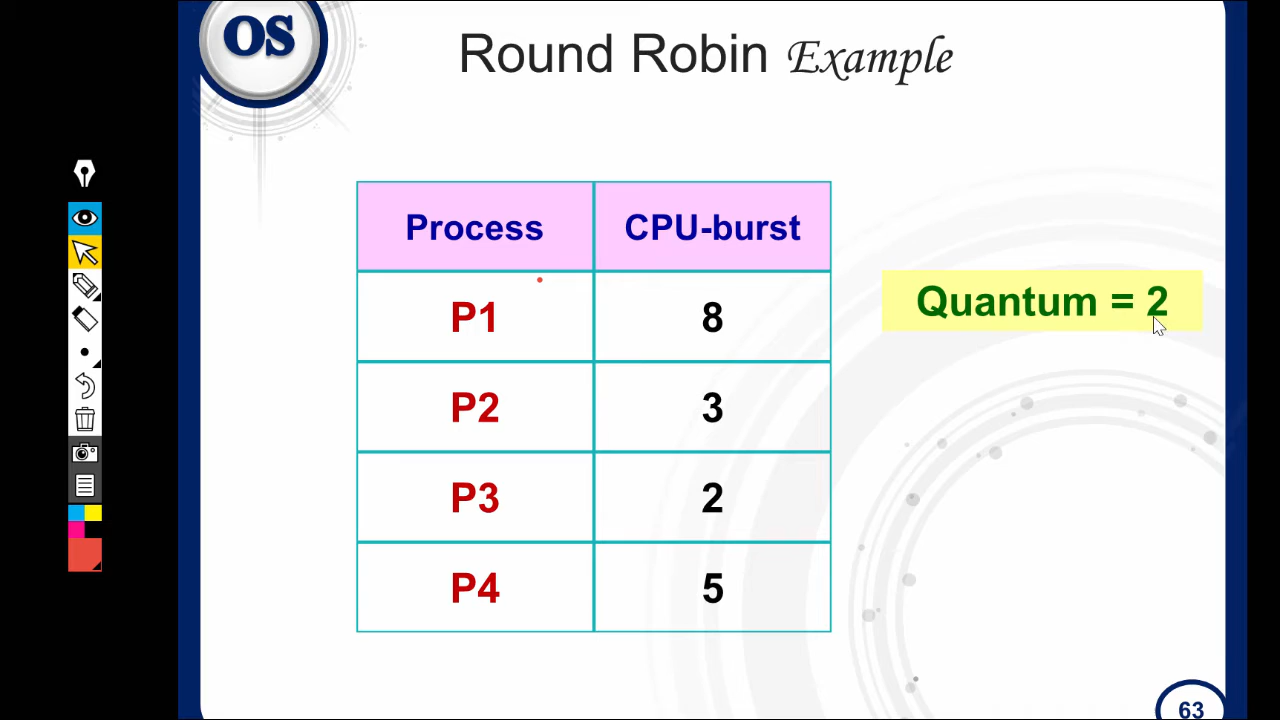 OS
Round Robin Example
Process CPU-burst
P1 8
Quantum = 2
P2 3
P3 2
P4 5
63